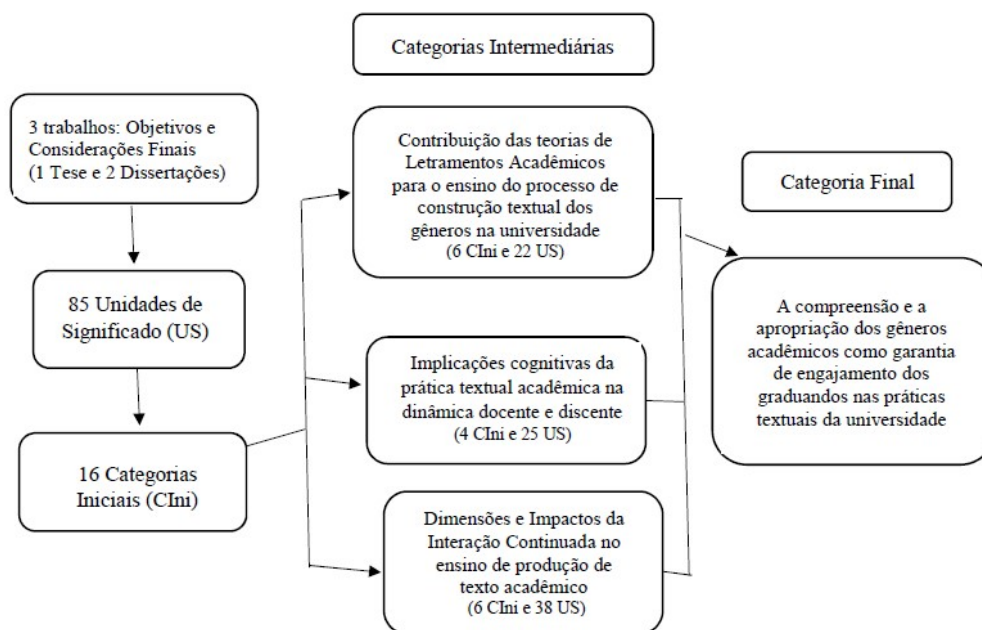 Categorias Intermediárias
3 trabalhos: Objetivos e
Considerações Finais
(1 Tese e 2 Dissertações)
85 Unidades de
Significado (US)
16 Categorias
Iniciais (CIni)
Contribuição das teorias de
Letramentos Acadêmicos
para o ensino do processo de
construção textual dos
gêneros na universidade
(6 CIni e 22 US)
Implicações cognitivas da
prática textual acadêmica na
dinâmica docente e discente
(4 CIni e 25 US)
Dimensões e Impactos da
Interação Continuada no
ensino de produção de
texto acadêmico
(6 CIni e 38 US)
Categoria Final
A compreensão e a
apropriação dos gêneros
acadêmicos como garantia
de engajamento dos
graduandos nas práticas
textuais da universidade